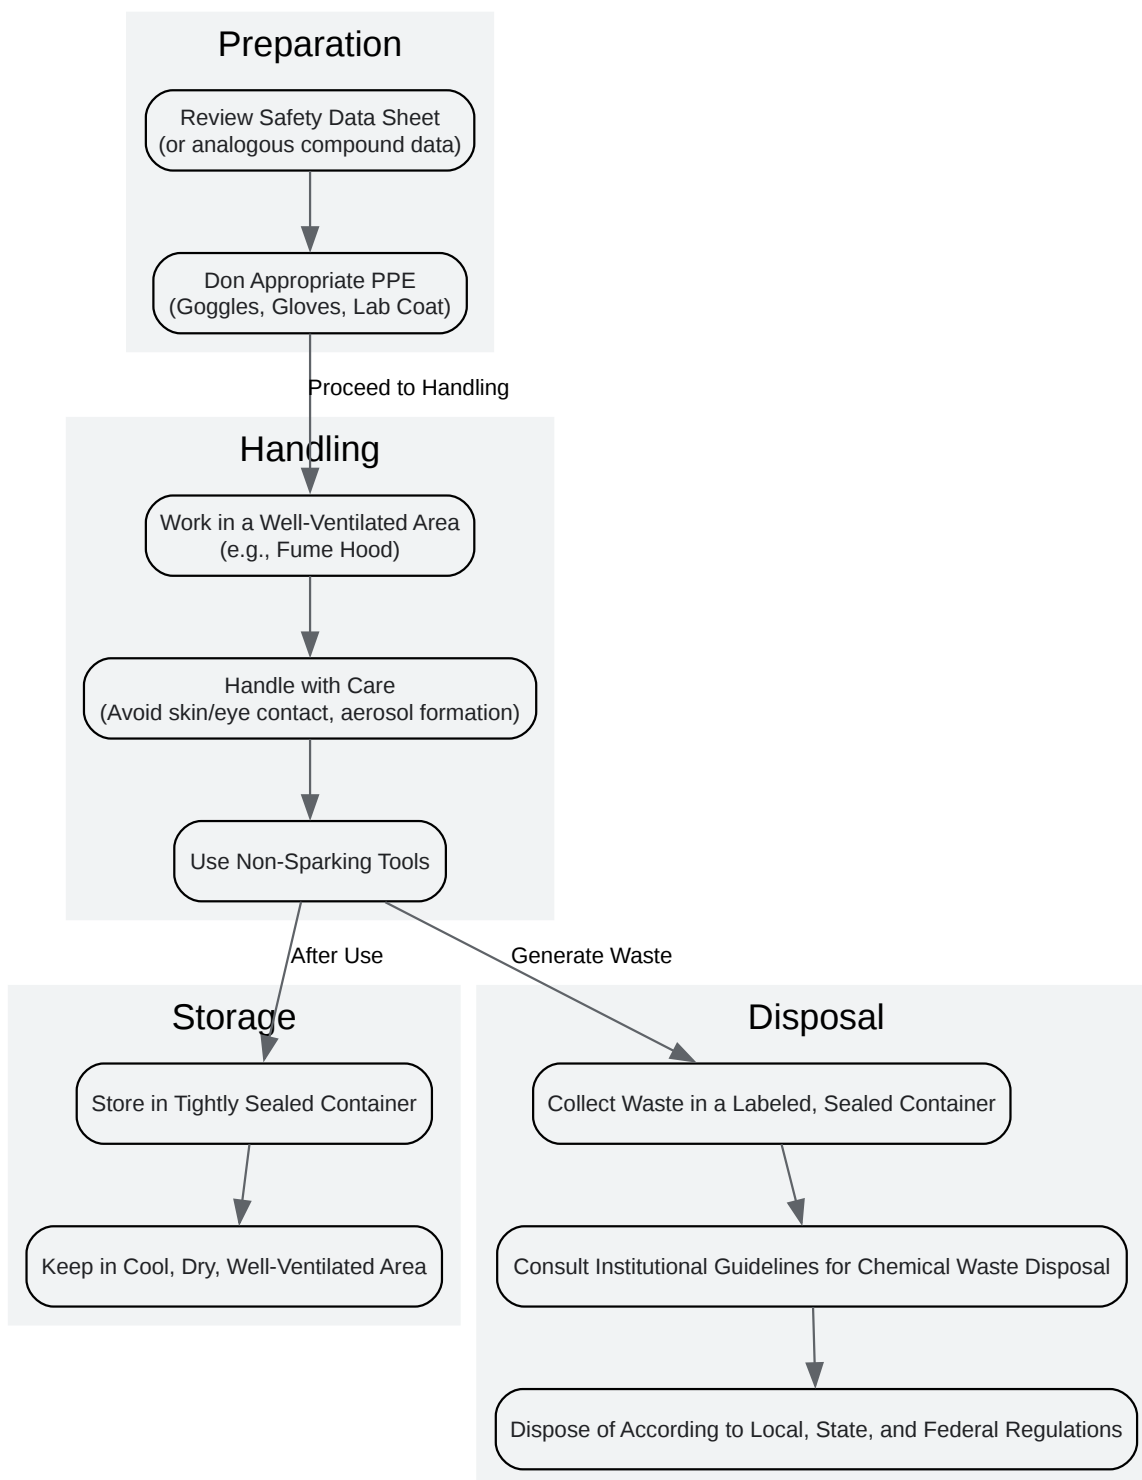 Preparation
Review Safety Data Sheet
(or analogous compound data)
Don Appropriate PPE
(Goggles, Gloves, Lab Coat)
Proceed to Handling
Handling
Work in a Well-Ventilated Area
(e.g., Fume Hood)
Handle with Care
(Avoid skin/eye contact, aerosol formation)
Use Non-Sparking Tools
After Use
Generate Waste
Storage
Store in Tightly Sealed Container
Keep in Cool, Dry, Well-Ventilated Area
Disposal
Collect Waste in a Labeled, Sealed Container
Consult Institutional Guidelines for Chemical Waste Disposal
Dispose of According to Local, State, and Federal Regulations